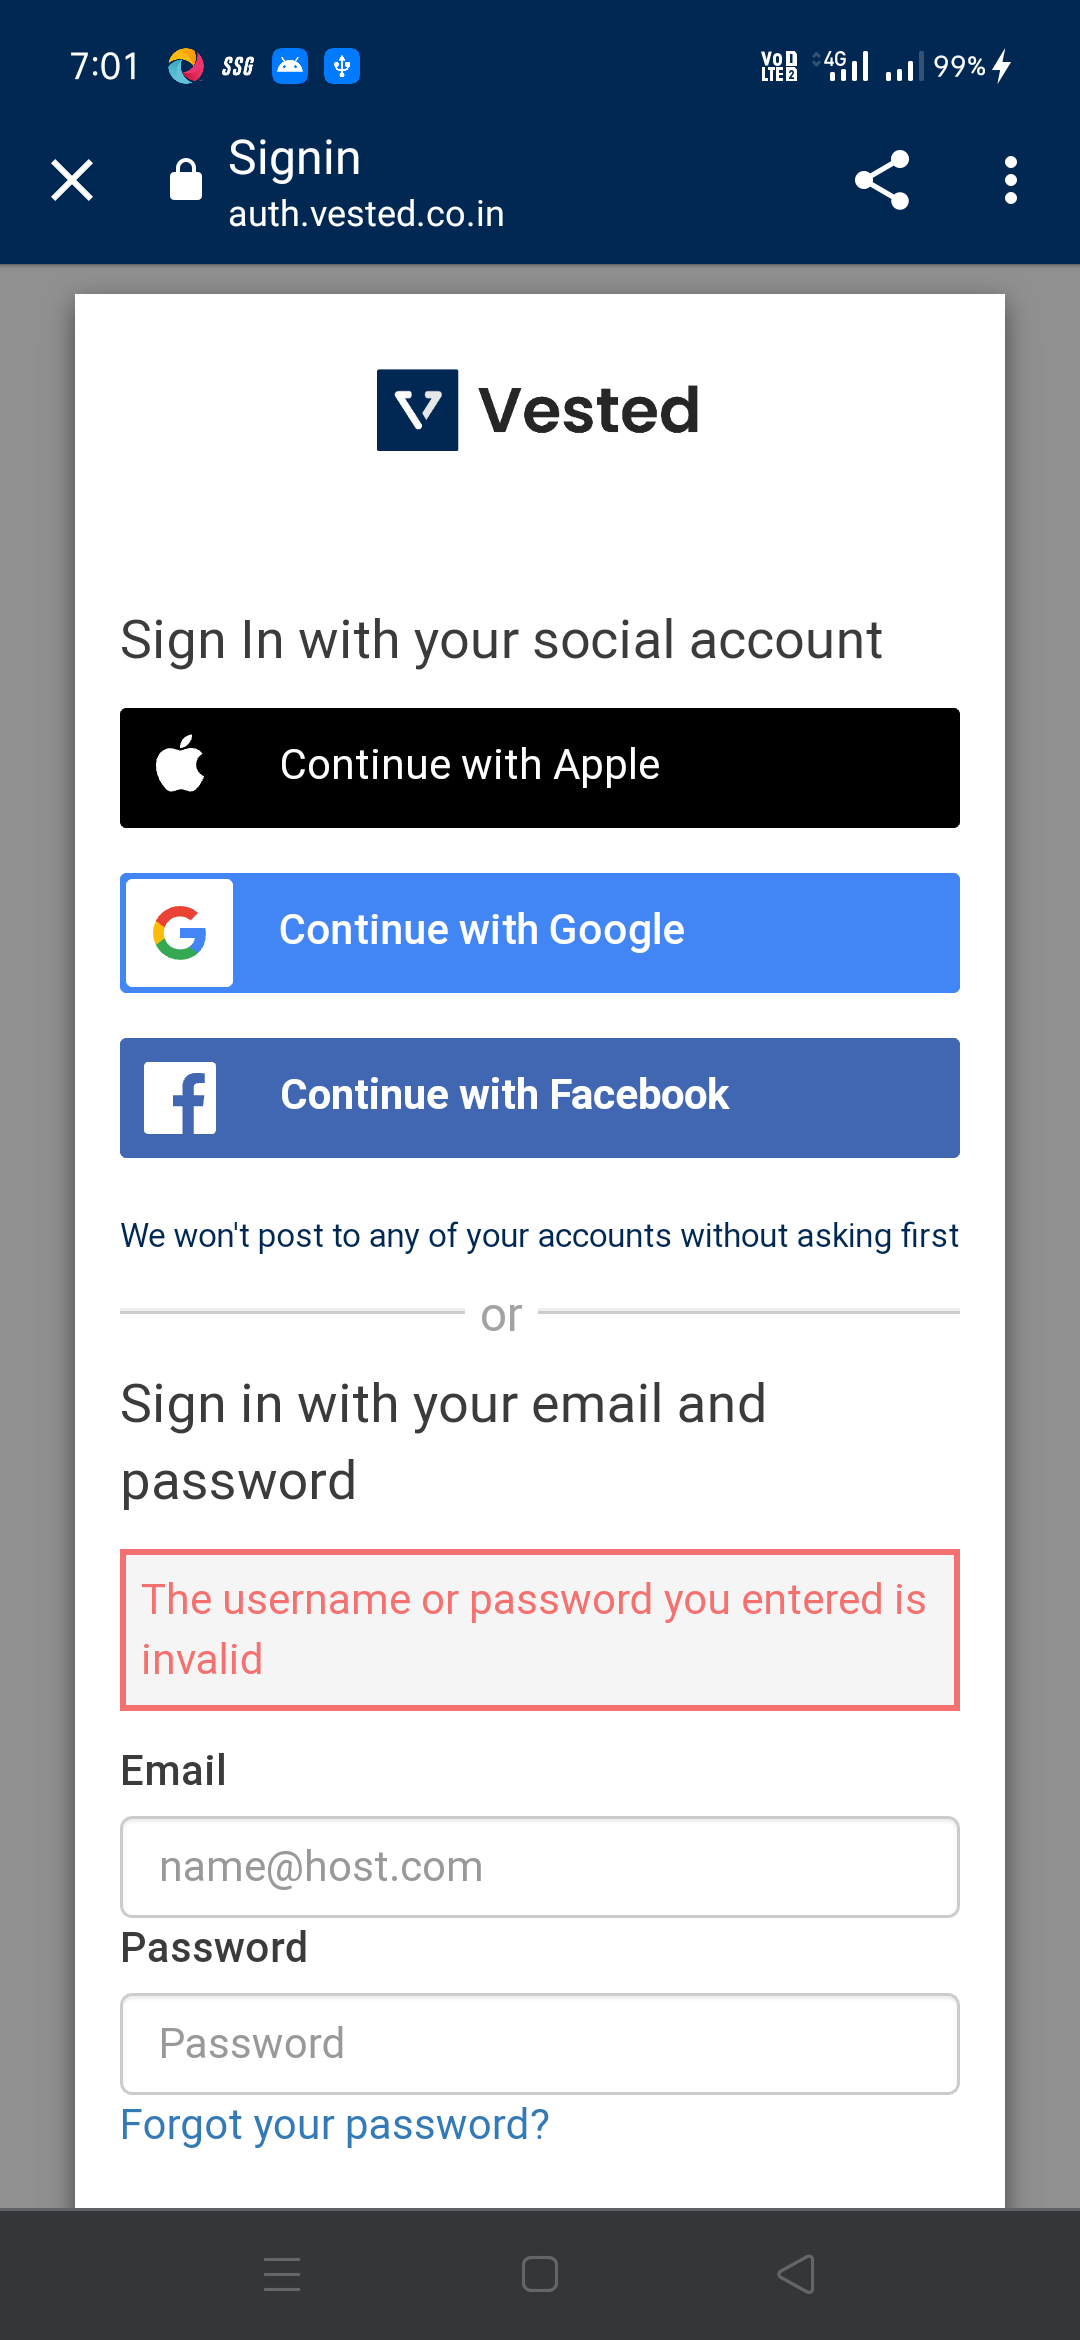 7:01 SSG VoD LTE2 4G 99%
Signin
auth.vested.co.in
Vested
Sign In with your social account
Continue with Apple
Continue with Google
Continue with Facebook
We won't post to any of your accounts without asking first
or
Sign in with your email and
password
The username or password you entered is
invalid
Email
name@host.com
Password
Password
Forgot your password?